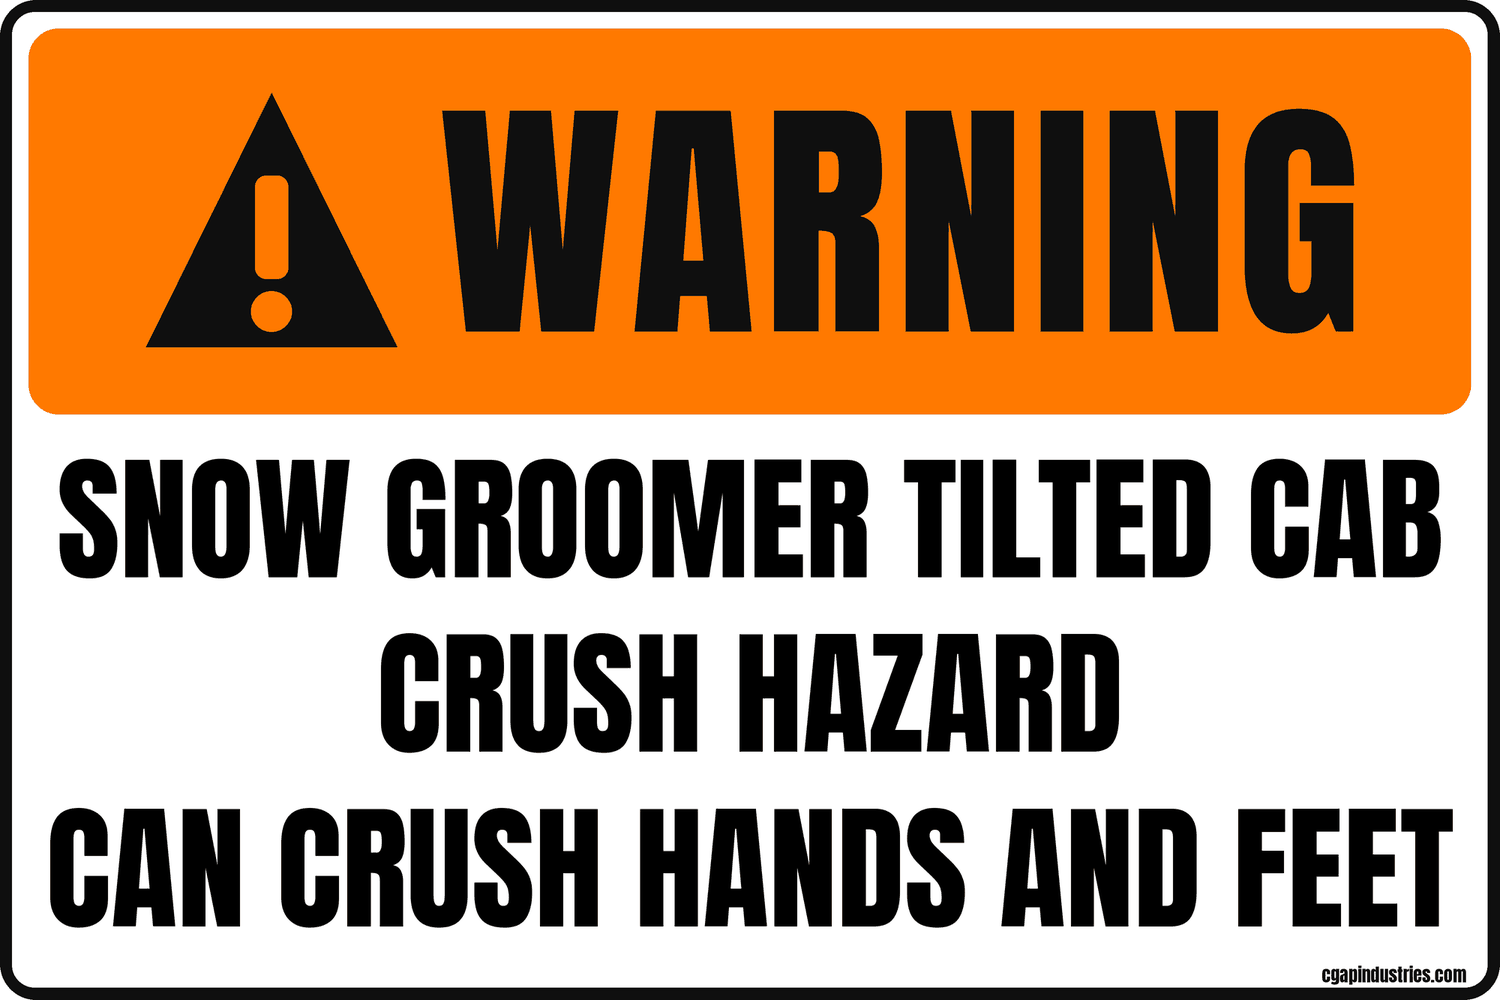 WARNING
SNOW GROOMER TILTED CAB
CRUSH HAZARD
CAN CRUSH HANDS AND FEET
cgapindustries.com